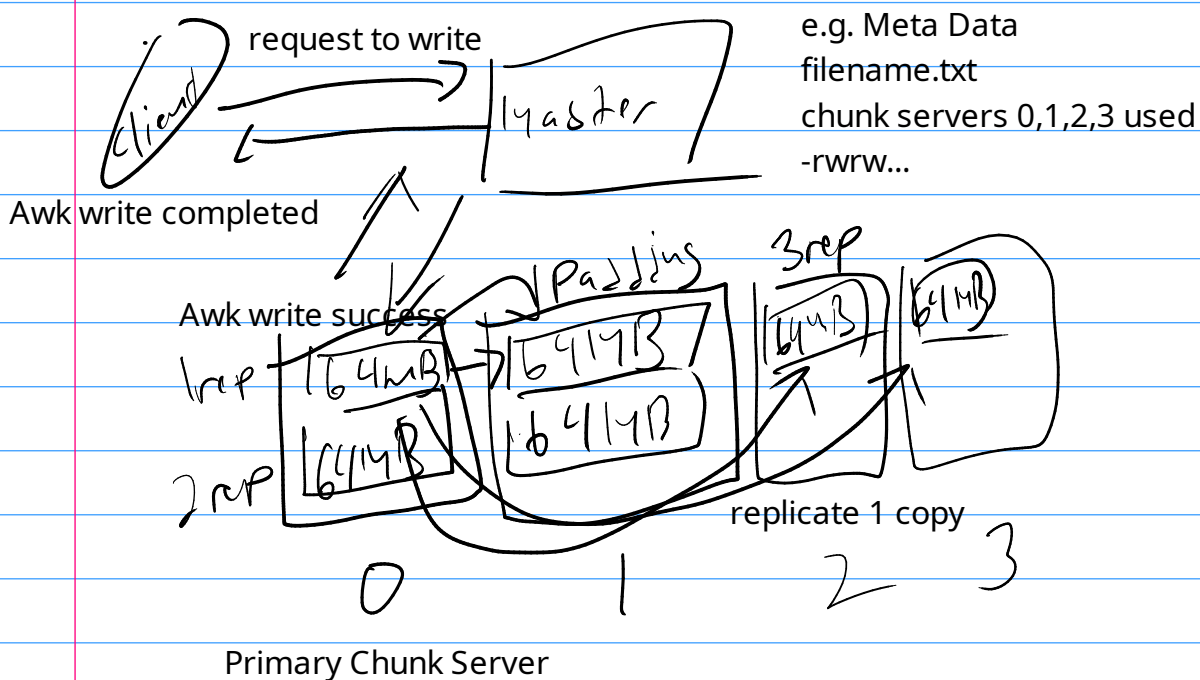 request to write
e.g. Meta Data
filename.txt
chunk servers 0,1,2,3 used
-rwrw...
client
Master
Awk write completed
Awk write success
Padding
3rep
1rep
64MB
64MB
64MB
64MB
2rep
64MB
64MB
replicate 1 copy
0
1
2
3
Primary Chunk Server